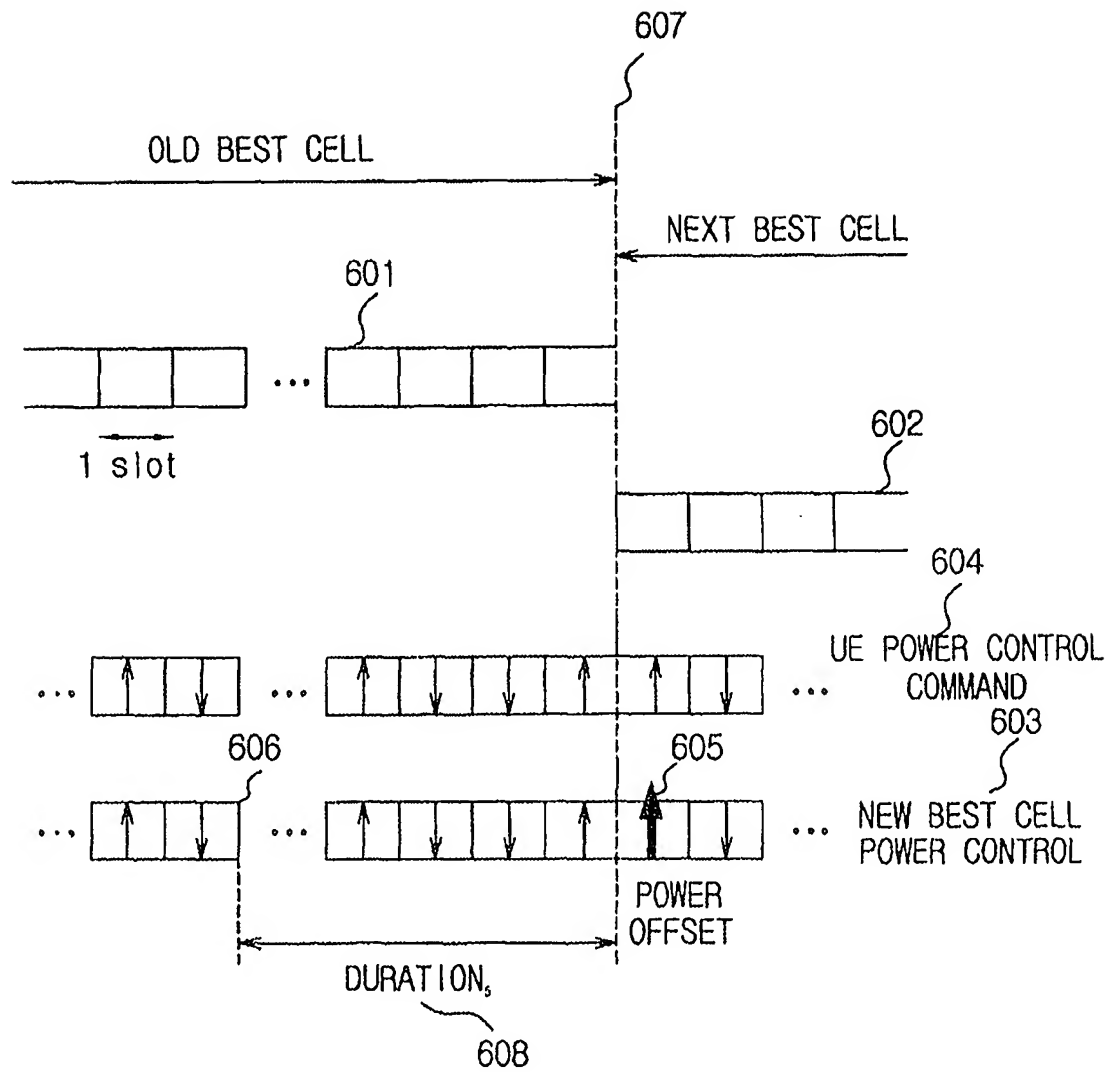 607
OLD BEST CELL
NEXT BEST CELL
601
...
1 slot
602
604
UE POWER CONTROL
COMMAND
... ... ...
606
605
603
NEW BEST CELL
POWER CONTROL
... ... ...
POWER
OFFSET
DURATIONs
608